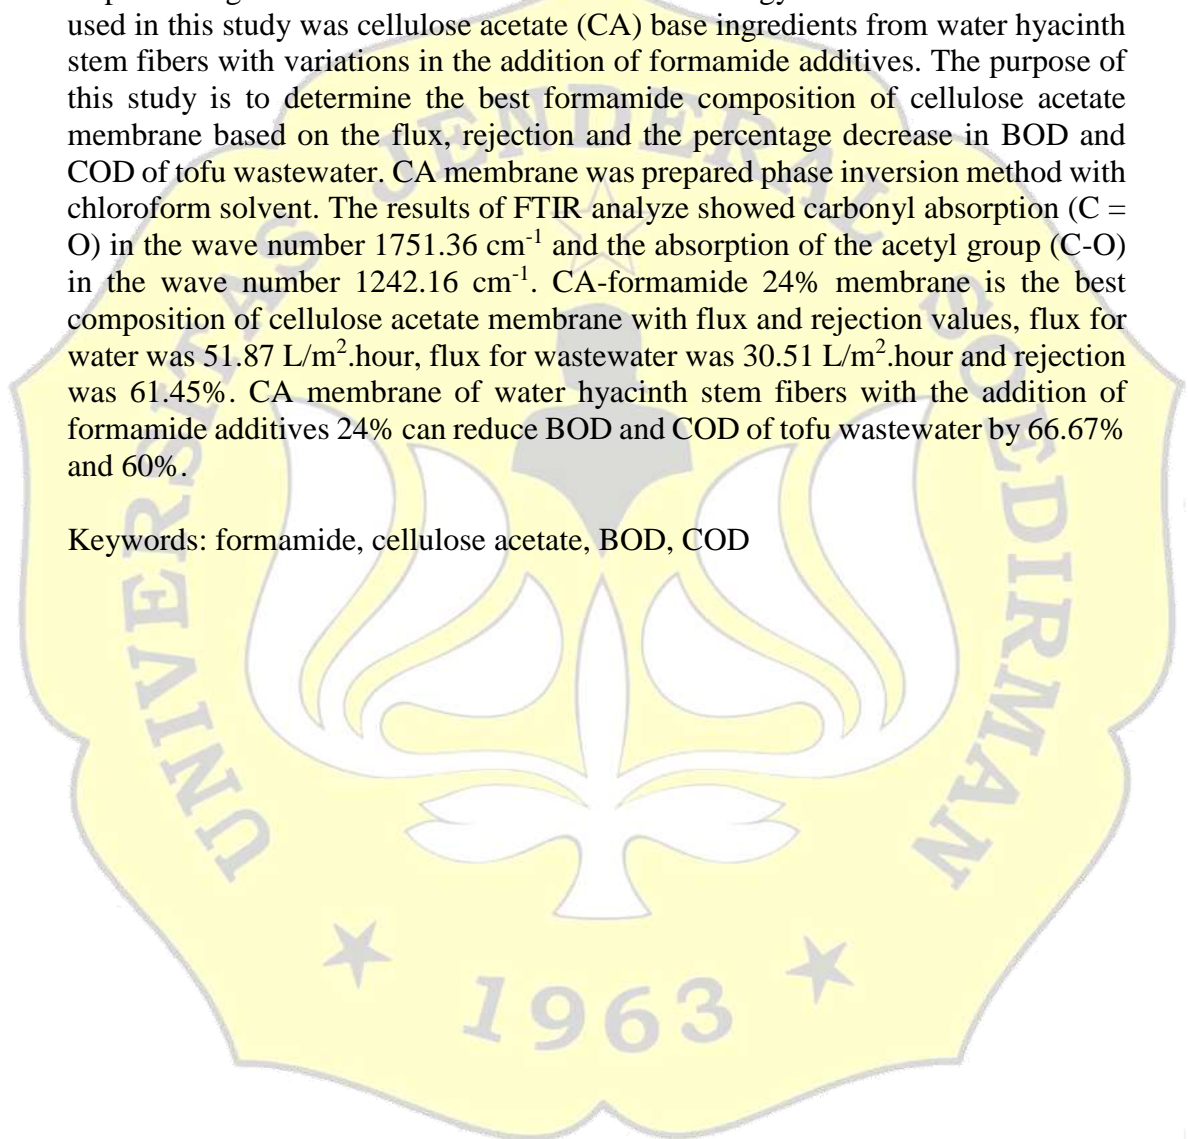 used in this study was cellulose acetate (CA) base ingredients from water hyacinth
stem fibers with variations in the addition of formamide additives. The purpose of
this study is to determine the best formamide composition of cellulose acetate
membrane based on the flux, rejection and the percentage decrease in BOD and
COD of tofu wastewater. CA membrane was prepared phase inversion method with
chloroform solvent. The results of FTIR analyze showed carbonyl absorption (C =
O) in the wave number 1751.36 cm-1 and the absorption of the acetyl group (C-O)
in the wave number 1242.16 cm-1. CA-formamide 24% membrane is the best
composition of cellulose acetate membrane with flux and rejection values, flux for
water was 51.87 L/m2.hour, flux for wastewater was 30.51 L/m2.hour and rejection
was 61.45%. CA membrane of water hyacinth stem fibers with the addition of
formamide additives 24% can reduce BOD and COD of tofu wastewater by 66.67%
and 60%.
Keywords: formamide, cellulose acetate, BOD, COD
UNIVERSITAS JENDERAL SOEDIRMAN
1963